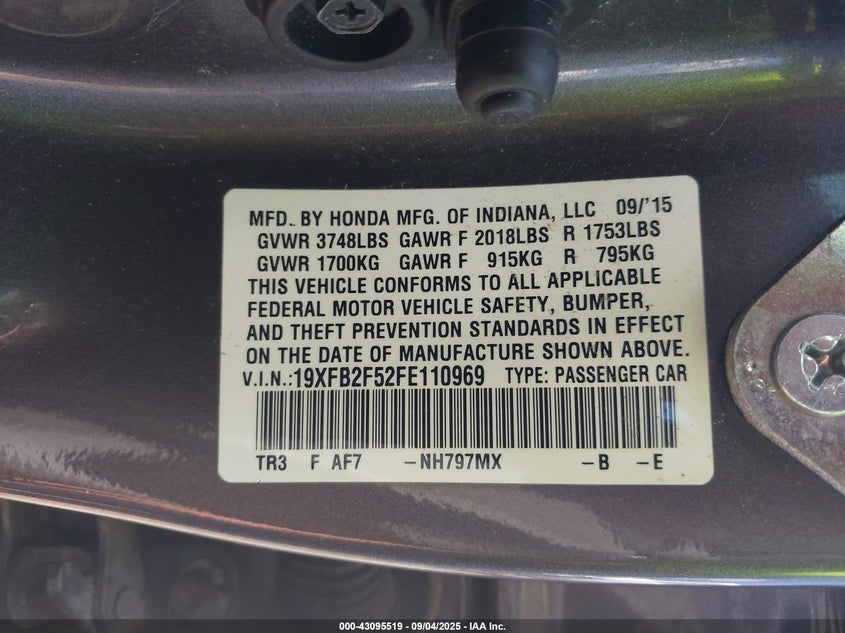 MFD. BY HONDA MFG. OF INDIANA, LLC 09/'15
GVWR 3748LBS GAWR F 2018LBS R 1753LBS
GVWR 1700KG GAWR F 915KG R 795KG
THIS VEHICLE CONFORMS TO ALL APPLICABLE
FEDERAL MOTOR VEHICLE SAFETY, BUMPER,
AND THEFT PREVENTION STANDARDS IN EFFECT
ON THE DATE OF MANUFACTURE SHOWN ABOVE.
V.I.N.:19XFB2F52FE110969 TYPE: PASSENGER CAR
TR3 F AF7 -NH797MX -B -E
000-43095519 - 09/04/2025 - IAA Inc.